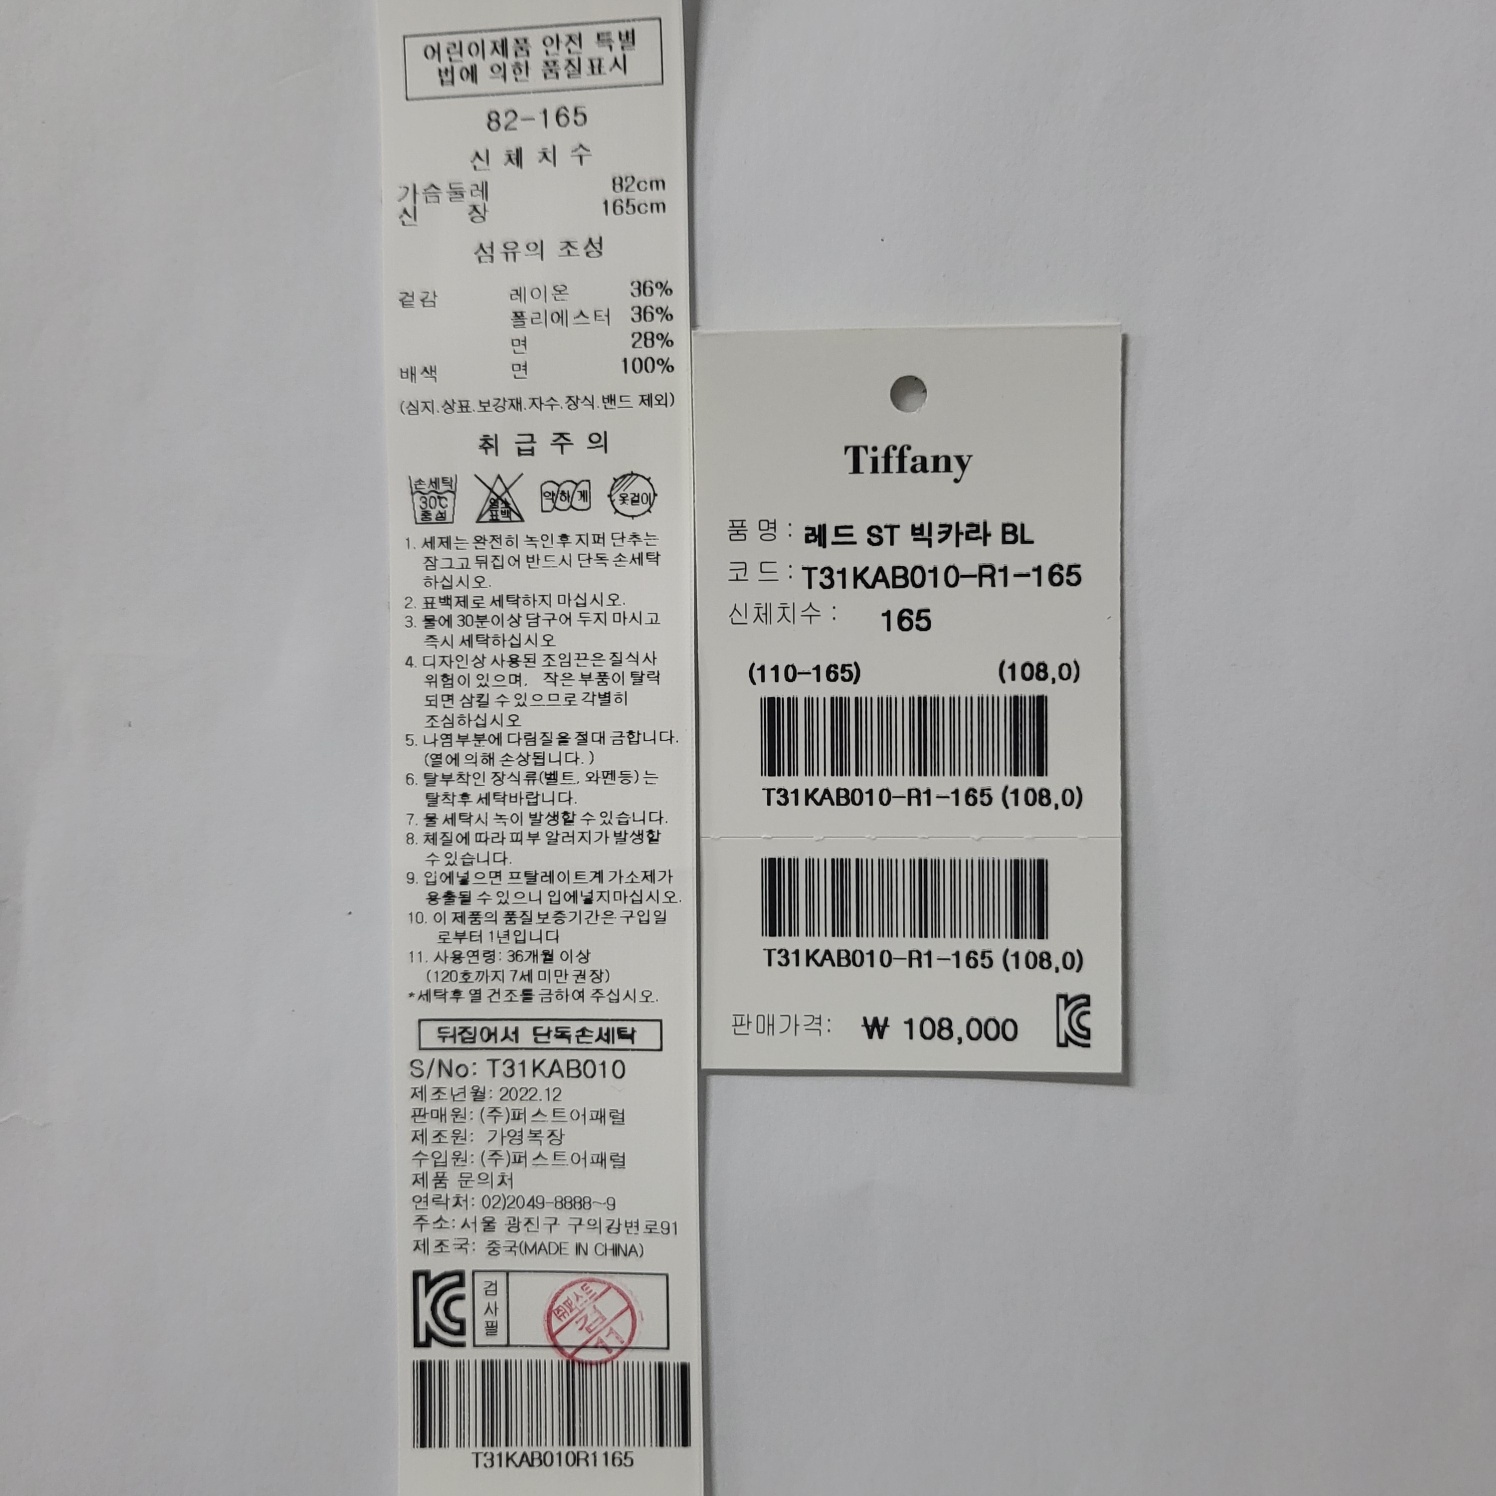 어린이제품 안전 특별
법에 의한 품질표시
82-165
신 체 치 수
가슴둘레 82cm
신 장 165cm
섬유의 조성
겉감 레이온 36%
폴리에스터 36%
면 28%
배색 면 100%
(심지.상표.보강재.자수.장식.밴드 제외)
취 급 주 의
손세탁 30℃ 중성
염소 표백
약하게
옷걸이
1. 세제는 완전히 녹인후 지퍼 단추는
잠그고 뒤집어 반드시 단독 손세탁
하십시오.
2. 표백제로 세탁하지 마십시오.
3. 물에 30분이상 담구어 두지 마시고
즉시 세탁하십시오
4. 디자인상 사용된 조임끈은 질식사
위험이 있으며, 작은 부품이 탈락
되면 삼킬 수 있으므로 각별히
조심하십시오
5. 나염부분에 다림질을 절대 금합니다.
(열에 의해 손상됩니다. )
6. 탈부착인 장식류(벨트, 와펜등) 는
탈착후 세탁바랍니다.
7. 물 세탁시 녹이 발생할 수 있습니다.
8. 체질에 따라 피부 알러지가 발생할
수 있습니다.
9. 입에넣으면 프탈레이트계 가소제가
용출될 수 있으니 입에넣지마십시오.
10. 이 제품의 품질보증기간은 구입일
로부터 1년입니다
11. 사용연령: 36개월 이상
(120호까지 7세 미만 권장)
*세탁후 열 건조를 금하여 주십시오.
뒤집어서 단독손세탁
S/No: T31KAB010
제조년월: 2022.12
판매원: (주)퍼스트어패럴
제조원: 가영복장
수입원: (주)퍼스트어패럴
제품 문의처
연락처: 02)2049-8888~9
주소: 서울 광진구 구의강변로91
제조국: 중국(MADE IN CHINA)
KC
검사필
㈜퍼스트
T31KAB010R1165
Tiffany
품 명 : 레드 ST 빅카라 BL
코 드 : T31KAB010-R1-165
신체치수 : 165
(110-165) (108,0)
T31KAB010-R1-165 (108,0)
T31KAB010-R1-165 (108,0)
판매가격: ₩ 108,000 KC